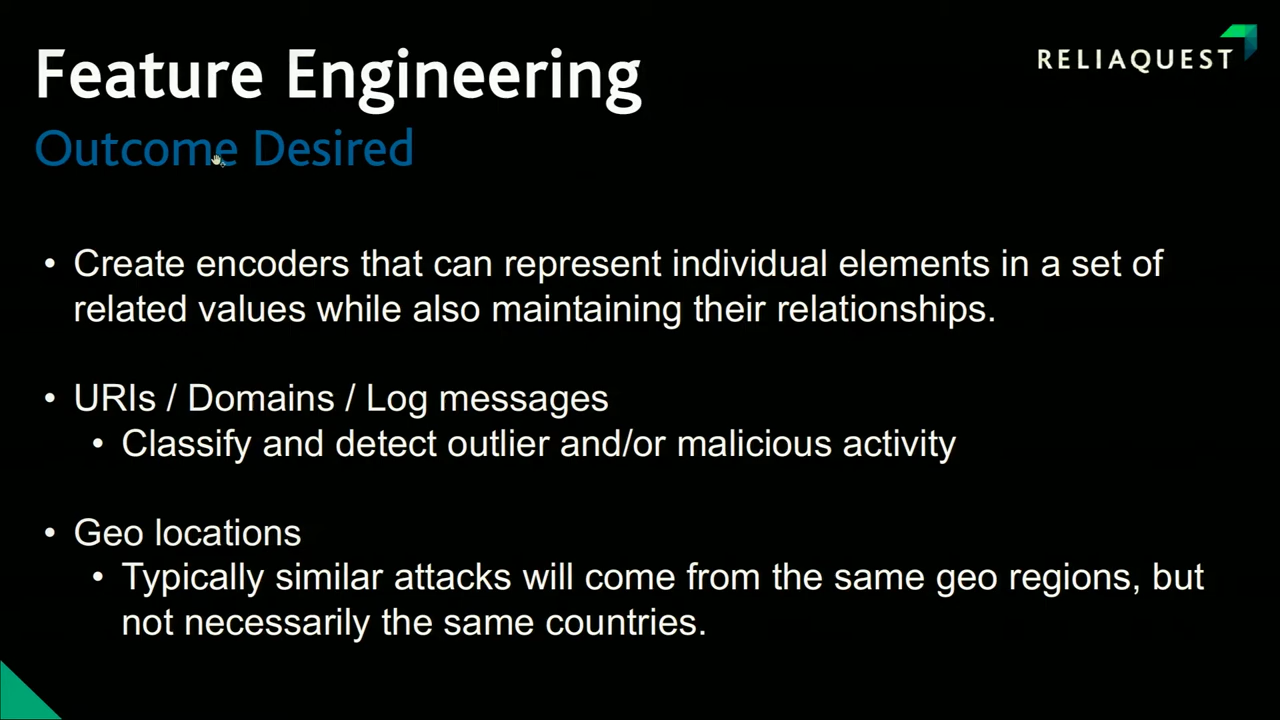 Feature Engineering
RELIAQUEST
Outcome Desired
• Create encoders that can represent individual elements in a set of
related values while also maintaining their relationships.
• URIs / Domains / Log messages
• Classify and detect outlier and/or malicious activity
• Geo locations
• Typically similar attacks will come from the same geo regions, but
not necessarily the same countries.